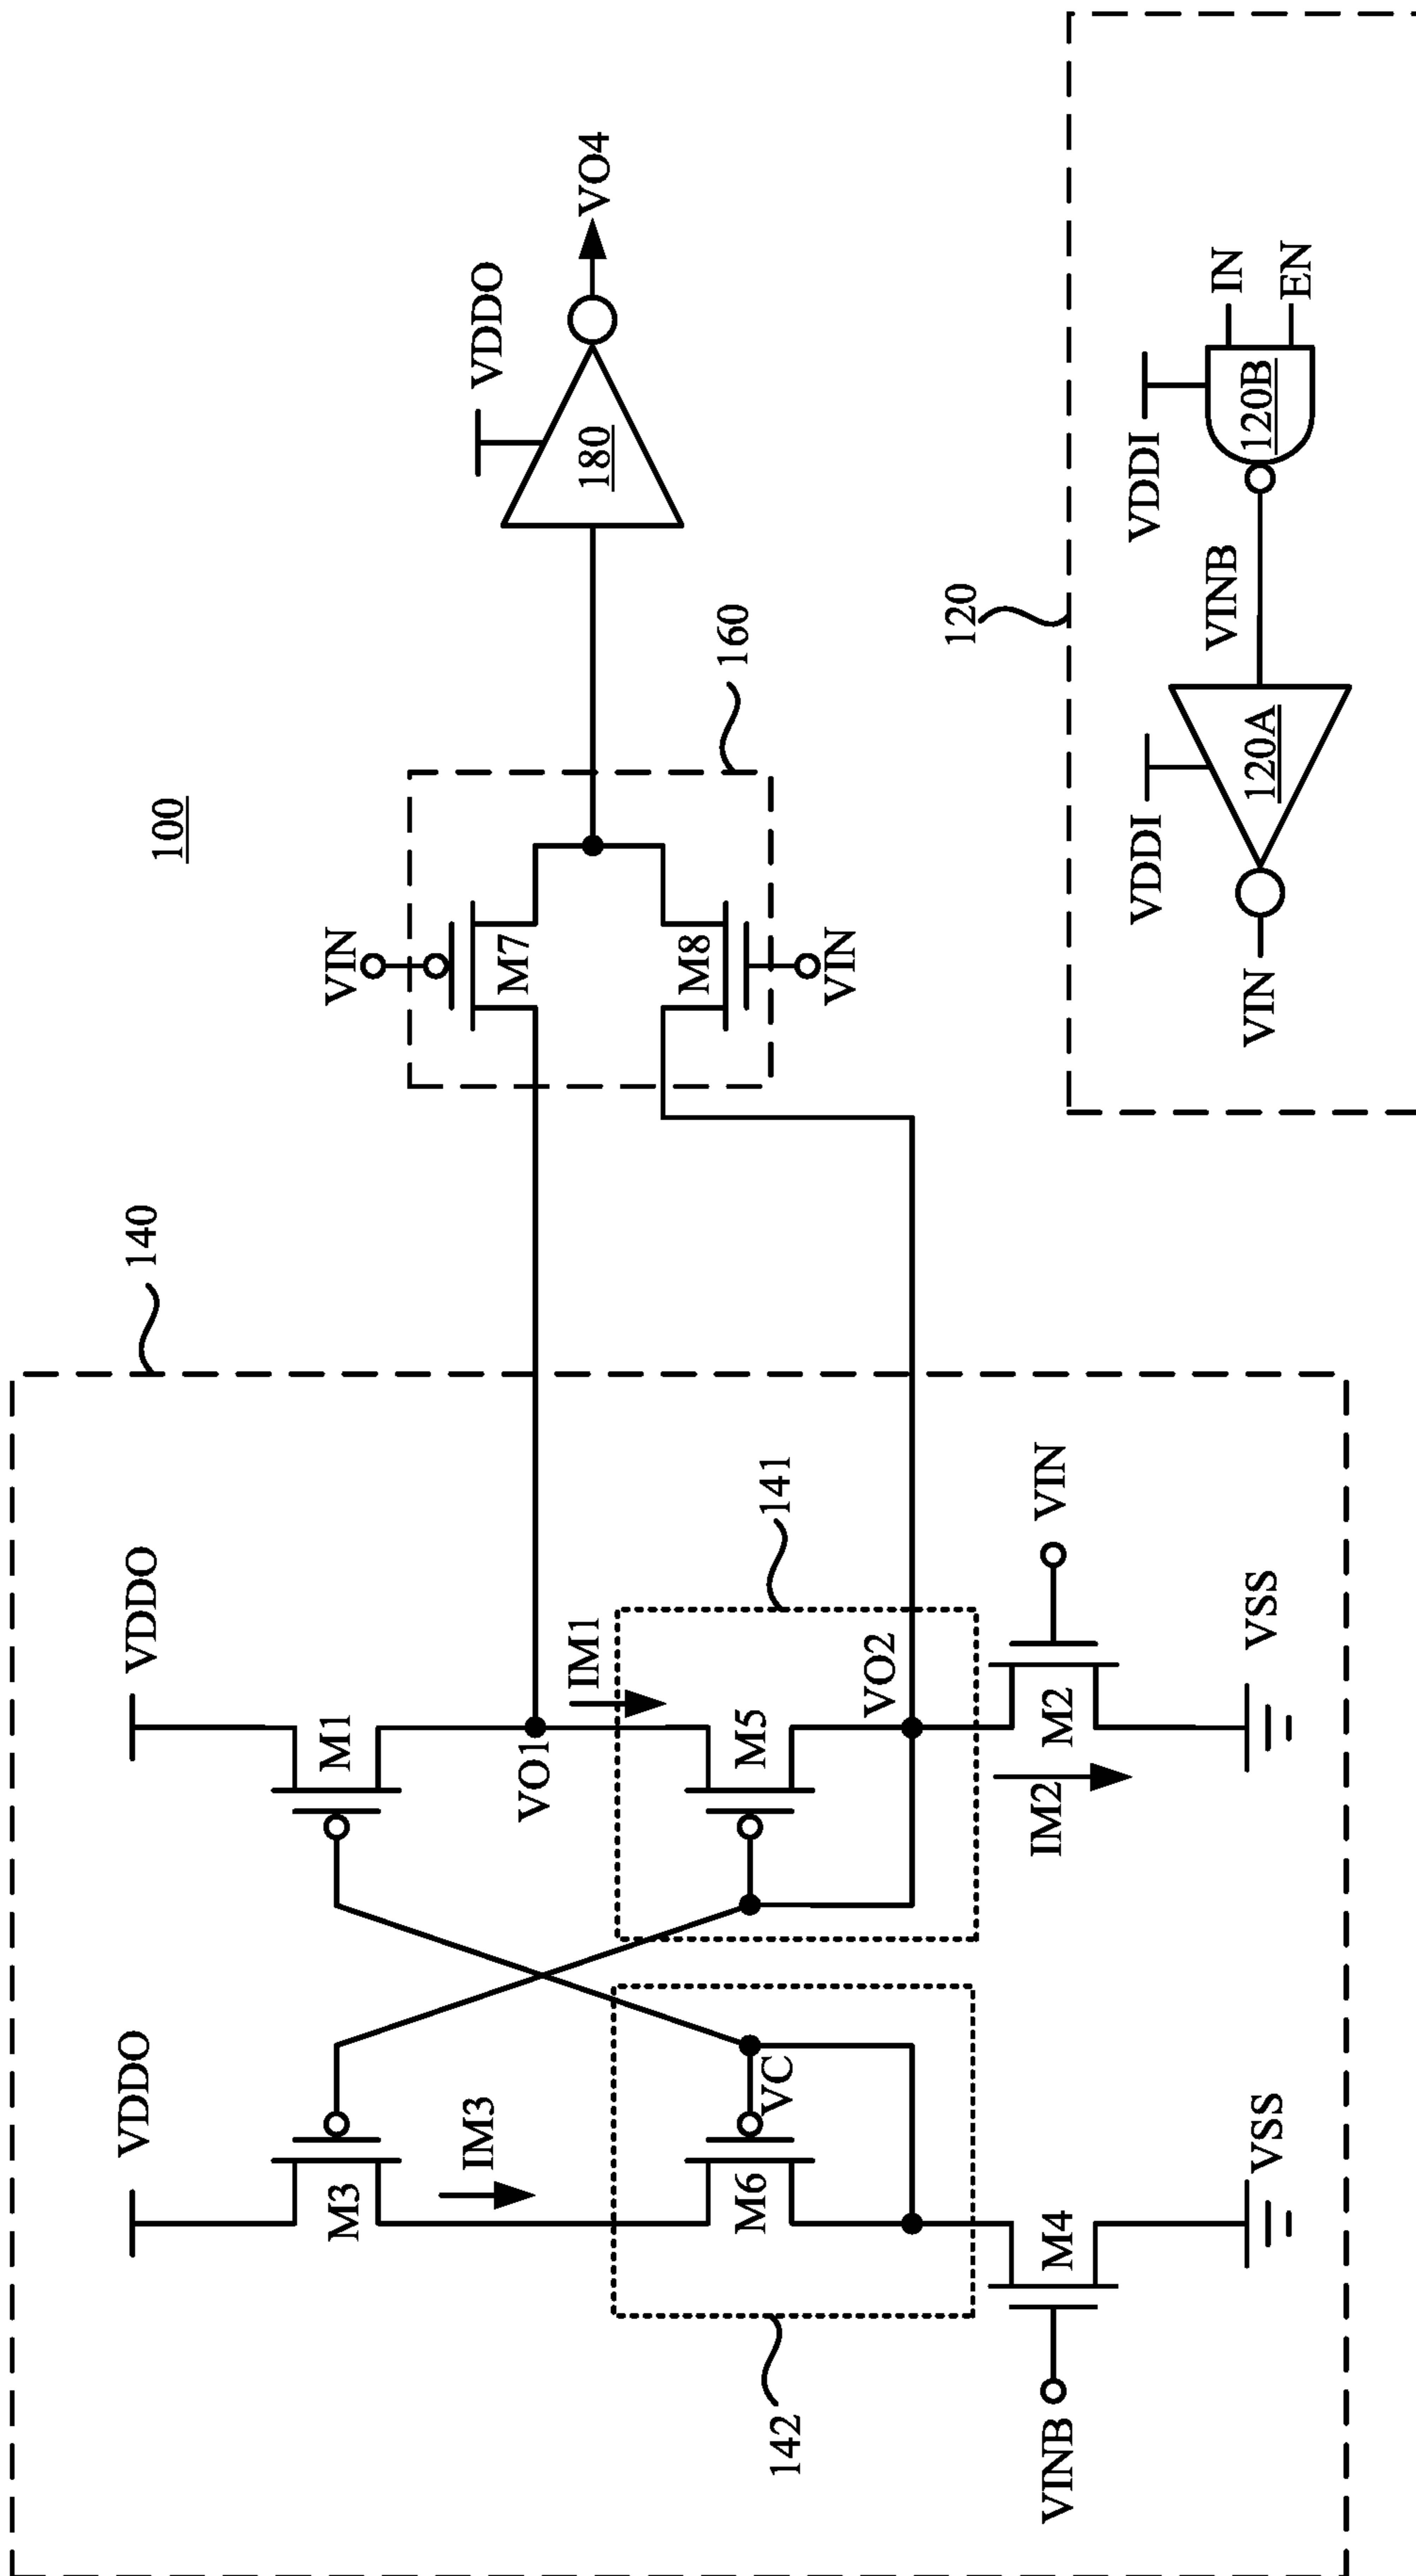 100
140
VDDO
VDDO
M3
M1
IM3
VO1
IM1
141
142
M6
VC
M5
VO2
VINB
M4
IM2
M2
VIN
VSS
VSS
160
VIN
M7
M8
VIN
VDDO
180
VO4
120
VDDI
VDDI
VIN
120A
VINB
120B
IN
EN